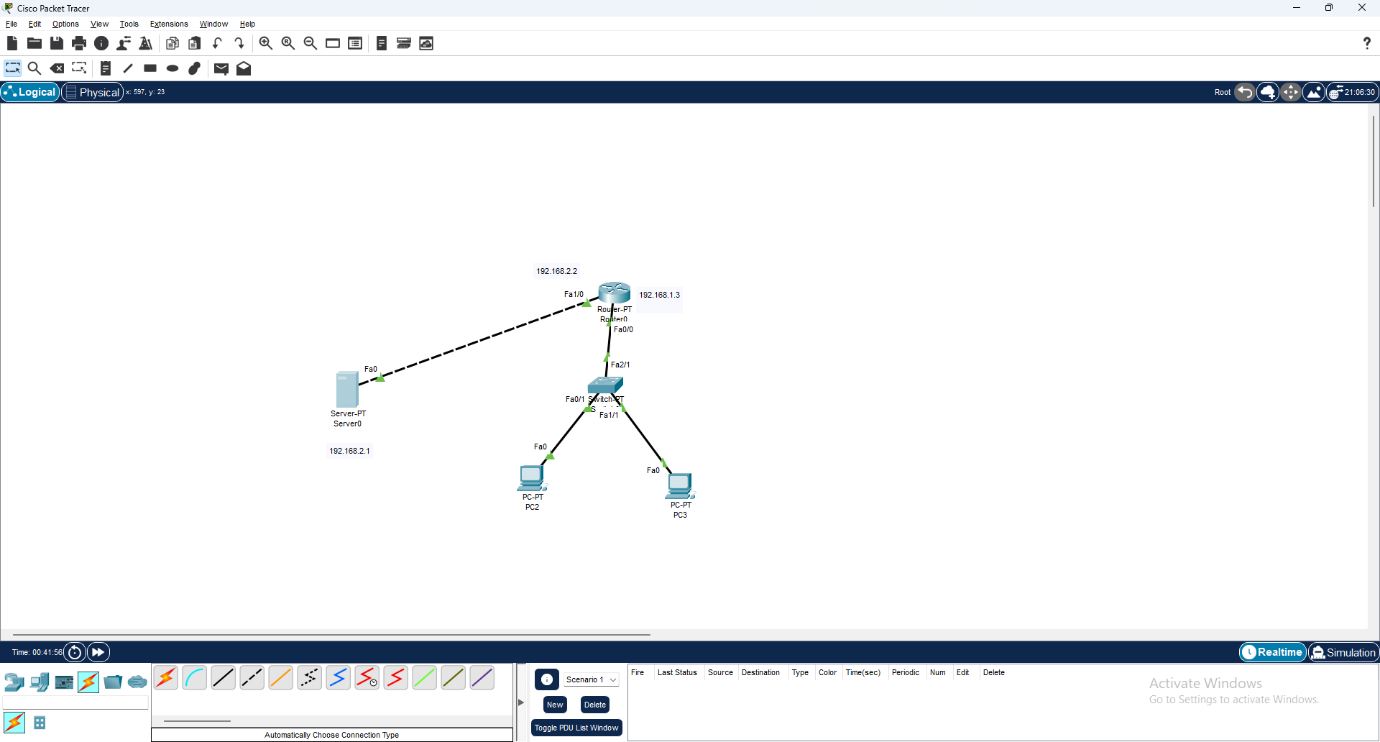 Cisco Packet Tracer
File Edit Options View Tools Extensions Window Help
?
Logical Physical x: 597, y: 23 Root 21:06:30
192.168.2.2
Fa1/0 192.168.1.3
Router-PT
Router0
Fa0/0
Fa2/1
Fa0
Fa0/1 Switch-PT
Fa1/1
Server-PT
Server0
192.168.2.1
Fa0
Fa0
PC-PT
PC2
PC-PT
PC3
Time: 00:41:56 Realtime Simulation
Scenario 1
New Delete
Toggle PDU List Window
Fire Last Status Source Destination Type Color Time(sec) Periodic Num Edit Delete
Automatically Choose Connection Type
Activate Windows
Go to Settings to activate Windows.